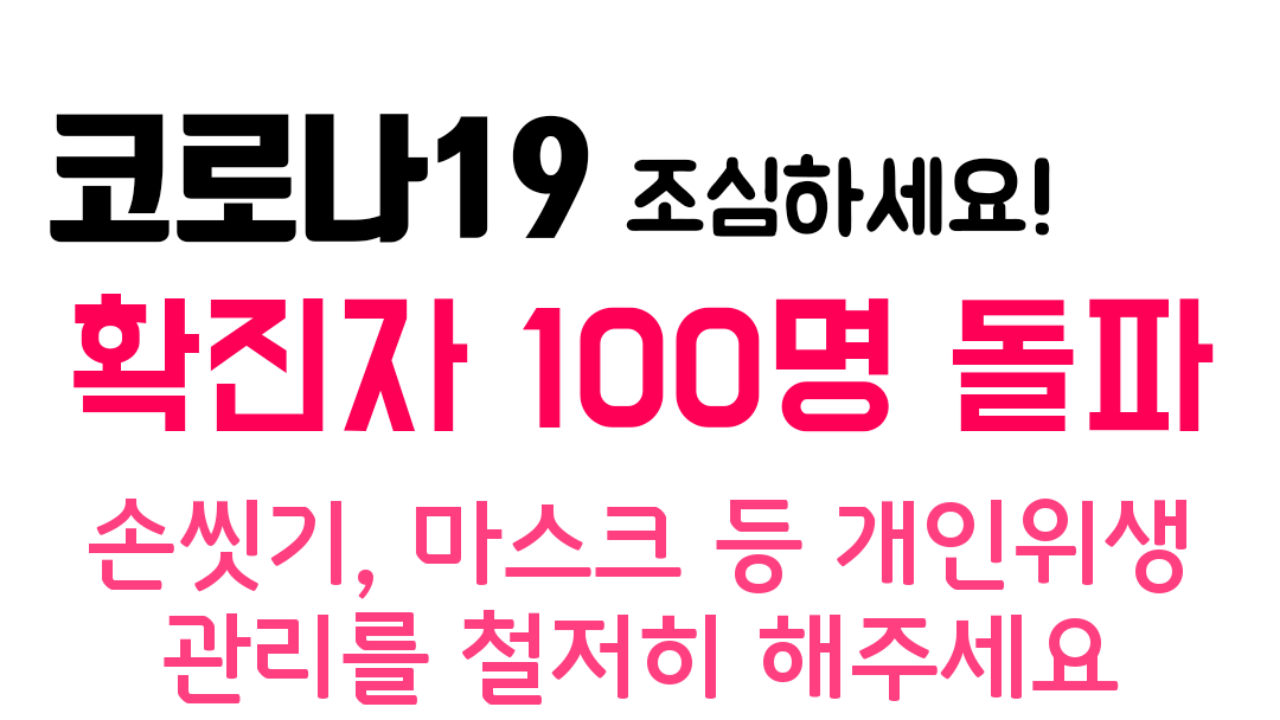 코로나19 조심하세요!
확진자 100명 돌파
손씻기, 마스크 등 개인위생
관리를 철저히 해주세요